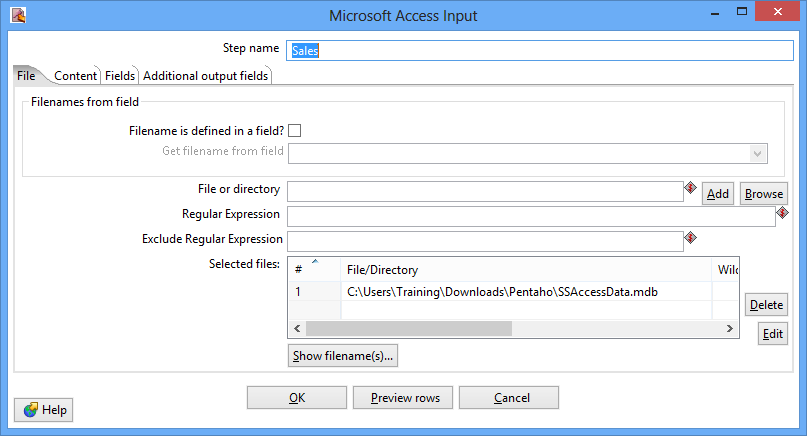 Microsoft Access Input
Step name Sales
File Content Fields Additional output fields
Filenames from field
Filename is defined in a field?
Get filename from field
File or directory Add Browse
Regular Expression
Exclude Regular Expression
Selected files: # File/Directory Wild
1 C:\Users\Training\Downloads\Pentaho\SSAccessData.mdb
Delete
Edit
Show filename(s)...
Help OK Preview rows Cancel